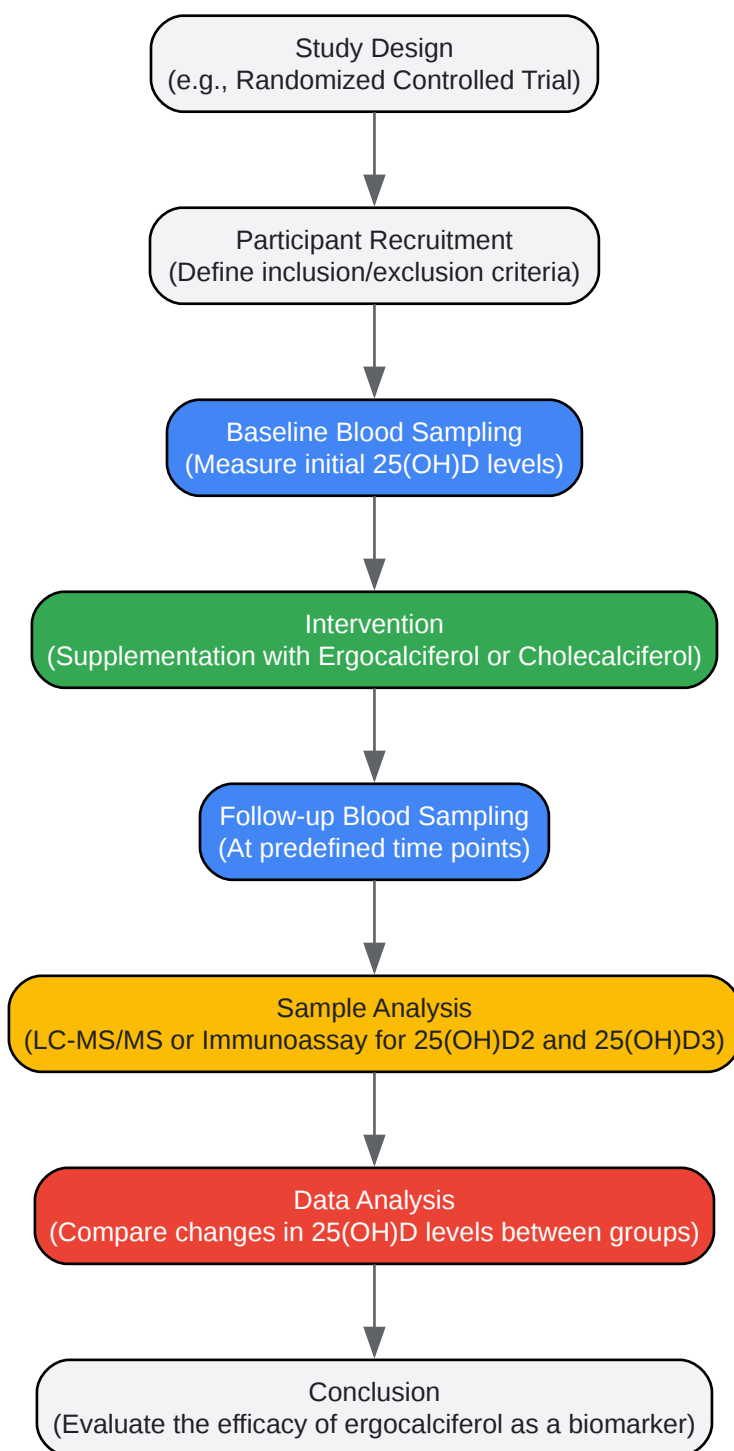 Study Design
(e.g., Randomized Controlled Trial)
Participant Recruitment
(Define inclusion/exclusion criteria)
Baseline Blood Sampling
(Measure initial 25(OH)D levels)
Intervention
(Supplementation with Ergocalciferol or Cholecalciferol)
Follow-up Blood Sampling
(At predefined time points)
Sample Analysis
(LC-MS/MS or Immunoassay for 25(OH)D2 and 25(OH)D3)
Data Analysis
(Compare changes in 25(OH)D levels between groups)
Conclusion
(Evaluate the efficacy of ergocalciferol as a biomarker)